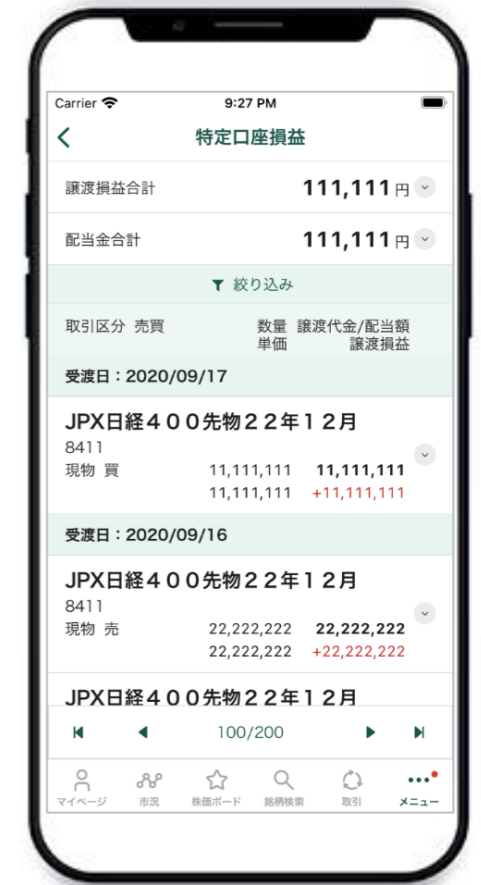 Carrier 9:27 PM
特定口座損益
譲渡損益合計 111,111 円
配当金合計 111,111 円
絞り込み
取引区分 売買 数量 譲渡代金/配当額
単価 譲渡損益
受渡日：2020/09/17
JPX日経４００先物２２年１２月
8411
現物 買 11,111,111 11,111,111
11,111,111 +11,111,111
受渡日：2020/09/16
JPX日経４００先物２２年１２月
8411
現物 売 22,222,222 22,222,222
22,222,222 +22,222,222
JPX日経４００先物２２年１２月
100/200
マイページ 市況 株価ボード 銘柄検索 取引 メニュー